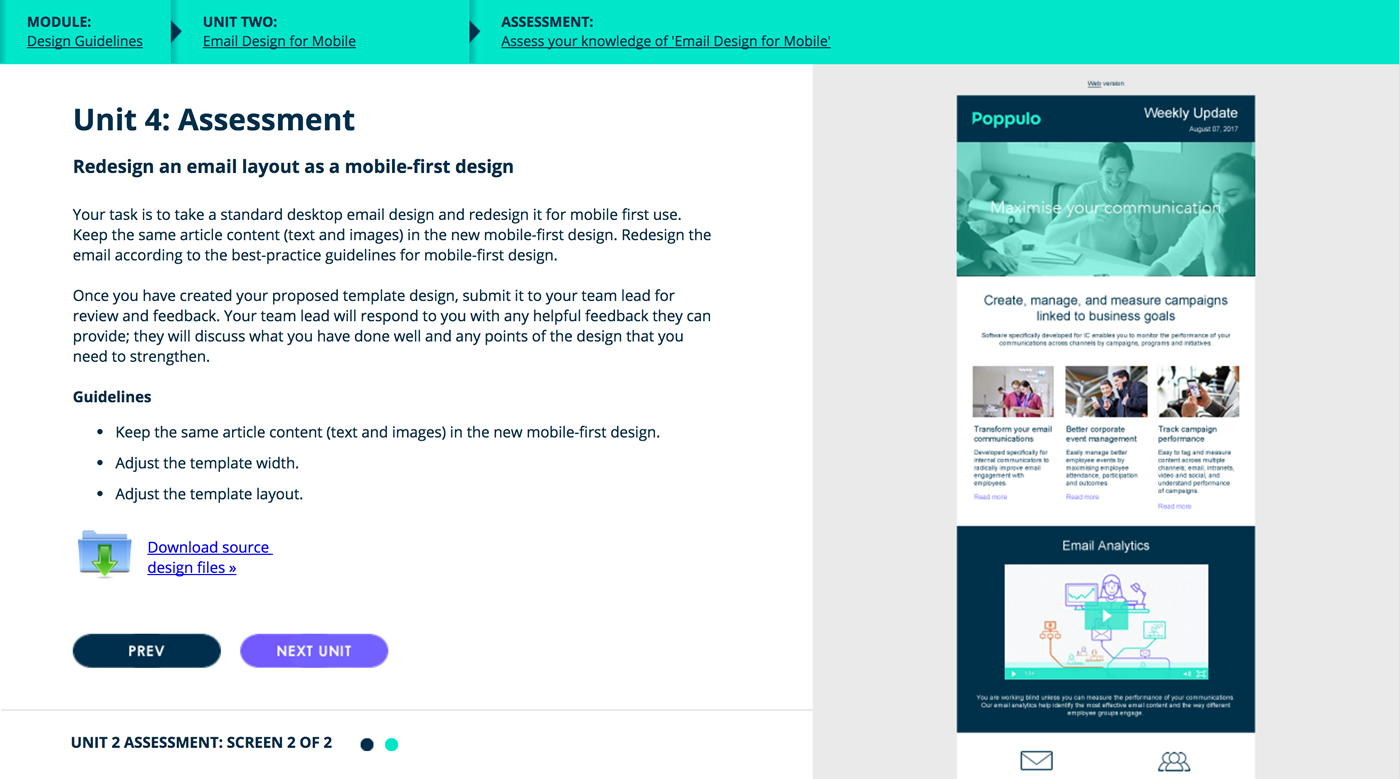 MODULE:
Design Guidelines
UNIT TWO:
Email Design for Mobile
ASSESSMENT:
Assess your knowledge of 'Email Design for Mobile'
Unit 4: Assessment
Redesign an email layout as a mobile-first design
Your task is to take a standard desktop email design and redesign it for mobile first use.
Keep the same article content (text and images) in the new mobile-first design. Redesign the
email according to the best-practice guidelines for mobile-first design.
Once you have created your proposed template design, submit it to your team lead for
review and feedback. Your team lead will respond to you with any helpful feedback they can
provide; they will discuss what you have done well and any points of the design that you
need to strengthen.
Guidelines
• Keep the same article content (text and images) in the new mobile-first design.
• Adjust the template width.
• Adjust the template layout.
Download source
design files »
PREV
NEXT UNIT
UNIT 2 ASSESSMENT: SCREEN 2 OF 2
Web version
Poppulo
Weekly Update
August 07, 2017
Maximise your communication
Create, manage, and measure campaigns
linked to business goals
Software specifically developed for IC enables you to monitor the performance of your
communications across channels by campaigns, programs and initiatives.
Transform your email
communications
Developed specifically for
internal communicators to
radically improve email
engagement with
employees.
Read more
Better corporate
event management
Easily manage better
employee events by
maximising employee
attendance, participation
and outcomes.
Read more
Track campaign
performance
Easy to tag and measure
content across multiple
channels; email, intranets,
video and social, and
understand performance
of campaigns.
Read more
Email Analytics
You are working blind unless you can measure the performance of your communications.
Our email analytics help identify the most effective email content and the way different
employee groups engage.